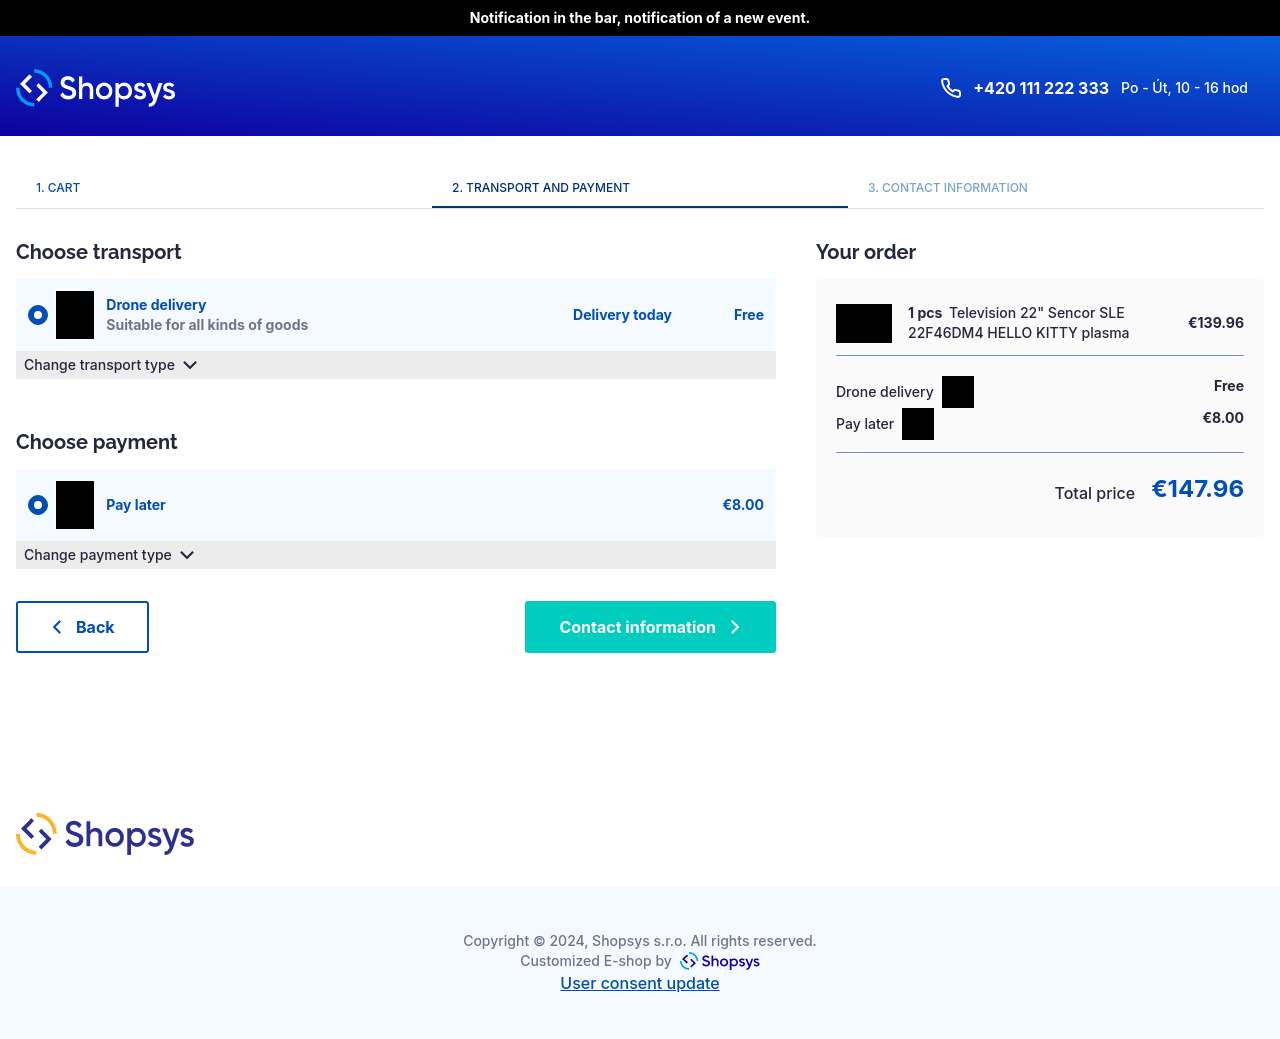 Notification in the bar, notification of a new event.
Shopsys
+420 111 222 333 Po - Út, 10 - 16 hod
1. CART
2. TRANSPORT AND PAYMENT
3. CONTACT INFORMATION
Choose transport
Drone delivery
Suitable for all kinds of goods
Delivery today
Free
Change transport type
Choose payment
Pay later
€8.00
Change payment type
Back
Contact information
Your order
1 pcs Television 22" Sencor SLE
22F46DM4 HELLO KITTY plasma
€139.96
Drone delivery
Free
Pay later
€8.00
Total price €147.96
Shopsys
Copyright © 2024, Shopsys s.r.o. All rights reserved.
Customized E-shop by Shopsys
User consent update